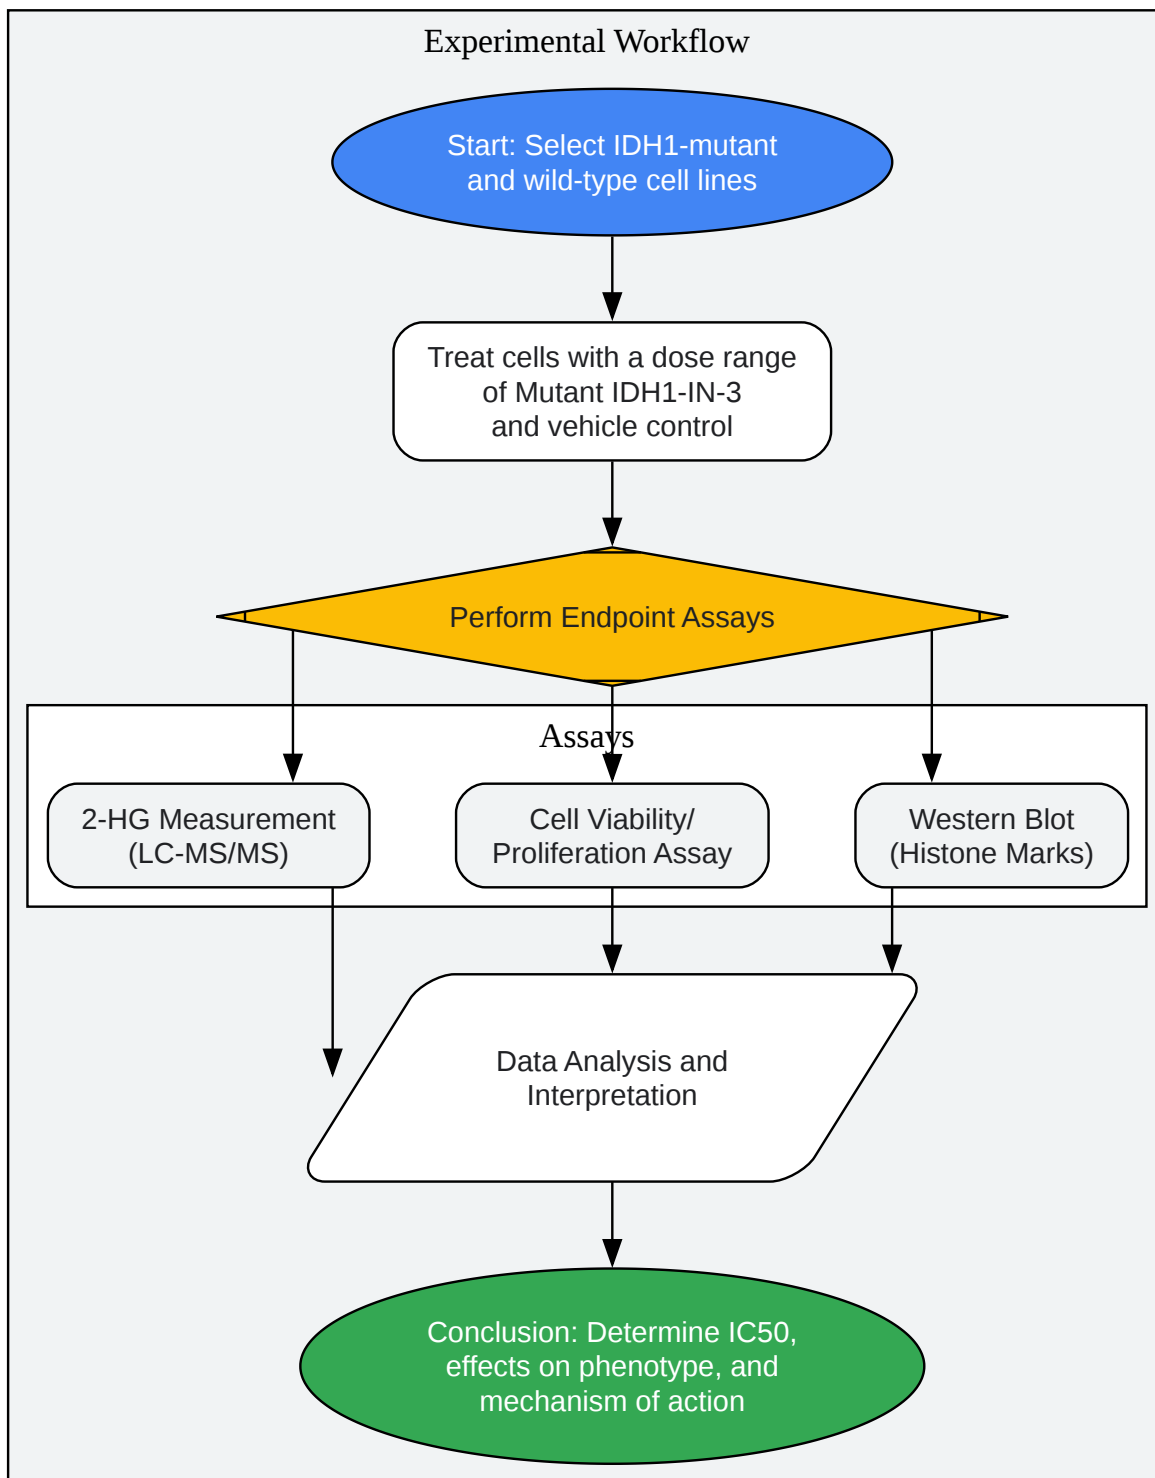 Experimental Workflow
Start: Select IDH1-mutant
and wild-type cell lines
Treat cells with a dose range
of Mutant IDH1-IN-3
and vehicle control
Perform Endpoint Assays
Assays
2-HG Measurement
(LC-MS/MS)
Cell Viability/
Proliferation Assay
Western Blot
(Histone Marks)
Data Analysis and
Interpretation
Conclusion: Determine IC50,
effects on phenotype, and
mechanism of action